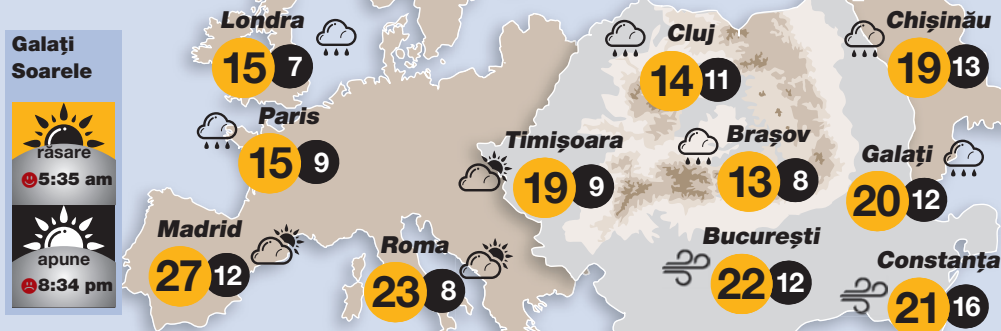 Galați
Soarele
răsare
5:35 am
apune
8:34 pm
Londra
15 7
Paris
15 9
Madrid
27 12
Roma
23 8
Timișoara
19 9
Cluj
14 11
Brașov
13 8
București
22 12
Chișinău
19 13
Galați
20 12
Constanța
21 16